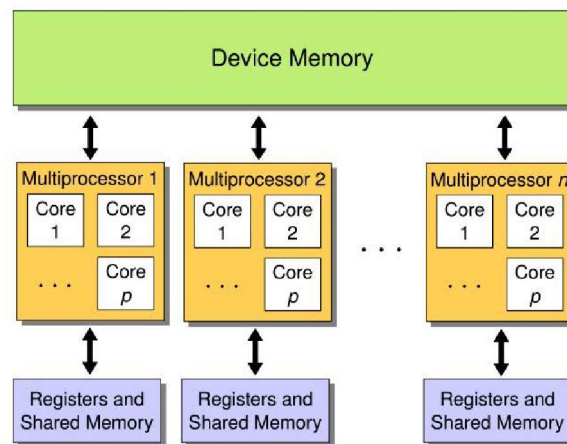 Device Memory
Multiprocessor 1
Core
1
Core
2
. . .
Core
p
Multiprocessor 2
Core
1
Core
2
. . .
Core
p
. . .
Multiprocessor n
Core
1
Core
2
. . .
Core
p
Registers and
Shared Memory
Registers and
Shared Memory
Registers and
Shared Memory